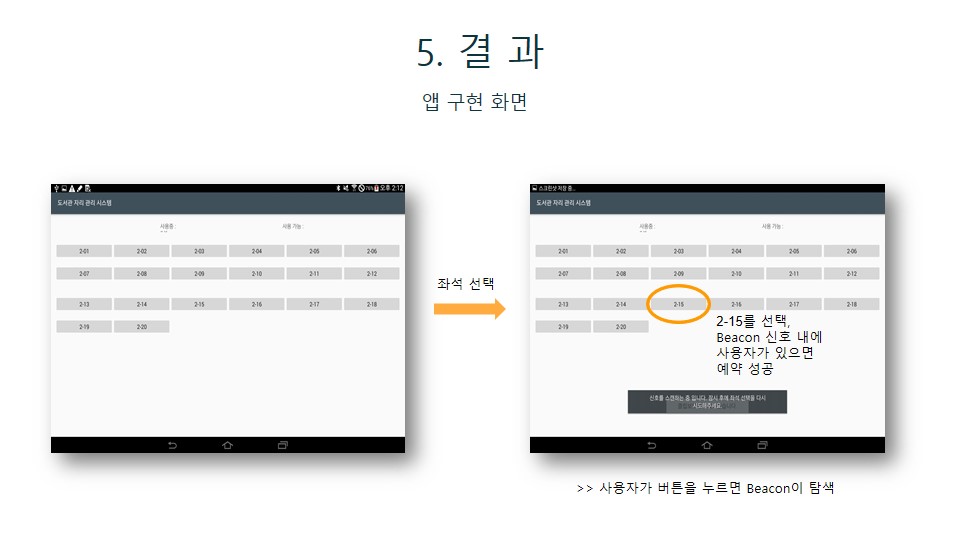 5. 결 과
앱 구현 화면
78% 오후 2:12
도서관 자리 관리 시스템
사용중 :
사용 가능 :
2-01 2-02 2-03 2-04 2-05 2-06
2-07 2-08 2-09 2-10 2-11 2-12
2-13 2-14 2-15 2-16 2-17 2-18
2-19 2-20
좌석 선택
스크린샷 저장 중...
도서관 자리 관리 시스템
사용중 :
사용 가능 :
2-01 2-02 2-03 2-04 2-05 2-06
2-07 2-08 2-09 2-10 2-11 2-12
2-13 2-14 2-15 2-16 2-17 2-18
2-19 2-20
2-15를 선택,
Beacon 신호 내에
사용자가 있으면
예약 성공
신호를 스캔하는 중 입니다. 잠시 후에 좌석 선택을 다시
시도해주세요.
>> 사용자가 버튼을 누르면 Beacon이 탐색